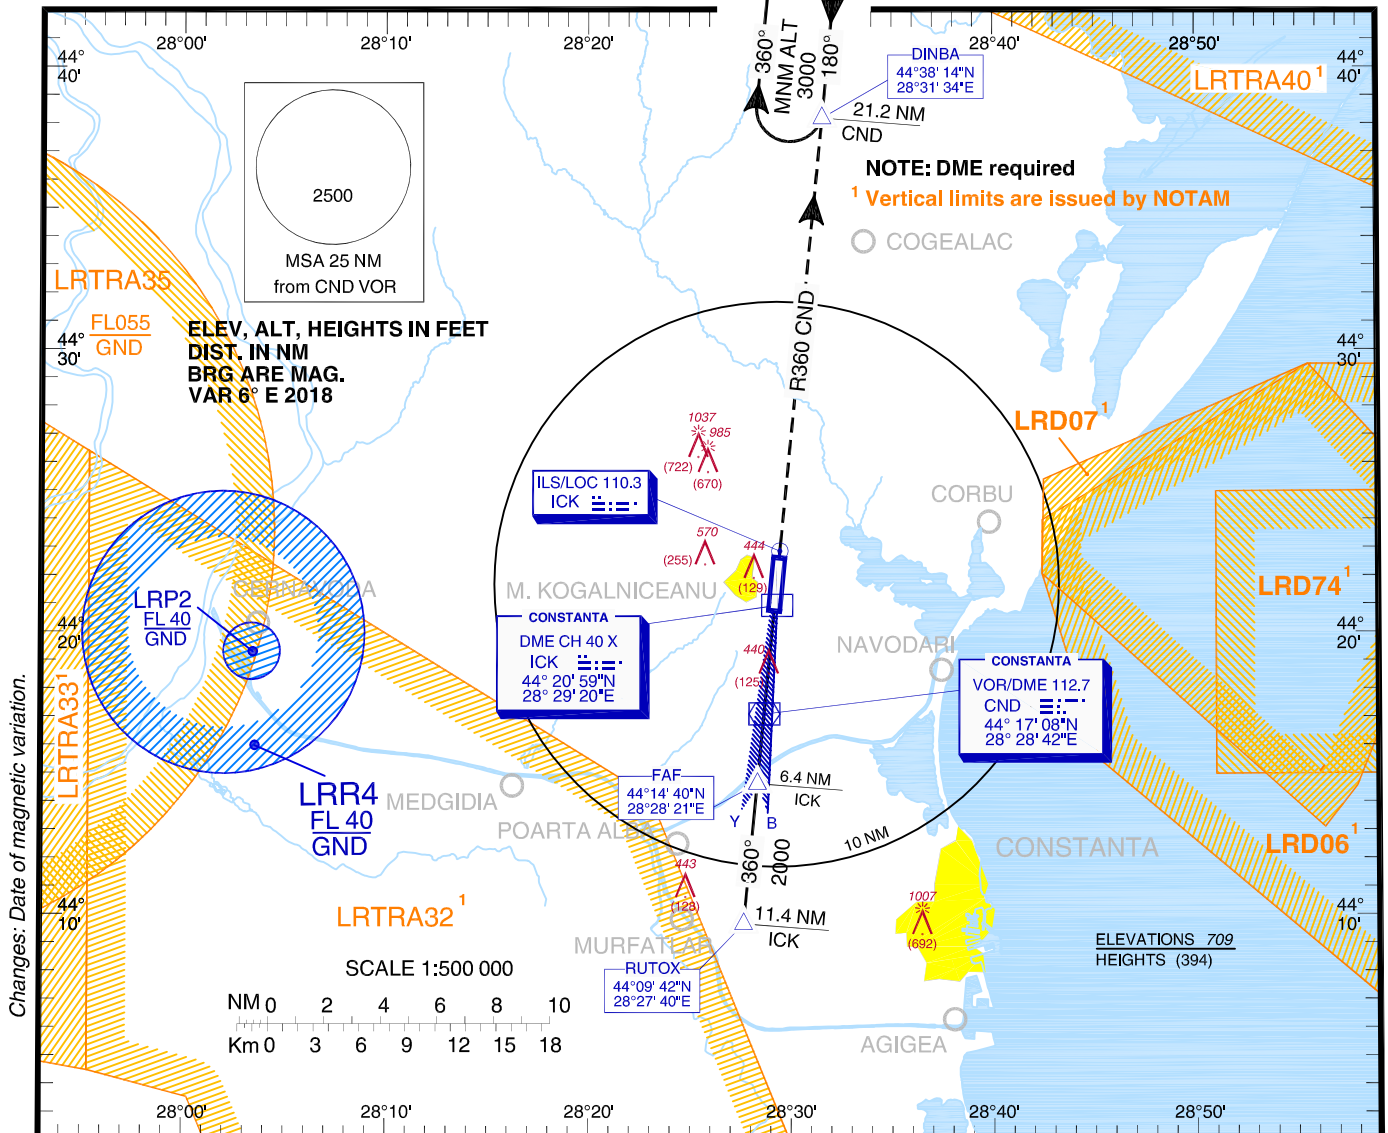 28°00'
28°10'
28°20'
28°40'
28°50'
44°
40'
44°
40'
360°
MNM ALT
3000
180°
DINBA
44°38' 14"N
28°31' 34"E
21.2 NM
CND
LRTRA40 1
NOTE: DME required
1 Vertical limits are issued by NOTAM
COGEALAC
2500
MSA 25 NM
from CND VOR
LRTRA35
FL055
GND
ELEV, ALT, HEIGHTS IN FEET
DIST. IN NM
BRG ARE MAG.
VAR 6° E 2018
44°
30'
44°
30'
R360 CND
1037
985
(722)
(670)
LRD07 1
ILS/LOC 110.3
ICK
CORBU
570
(255)
444
(129)
M. KOGALNICEANU
LRD74 1
CERNAVODA
LRP2
FL 40
GND
44°
20'
44°
20'
CONSTANTA
DME CH 40 X
ICK
44° 20' 59"N
28° 29' 20"E
440
(125)
NAVODARI
CONSTANTA
VOR/DME 112.7
CND
44° 17' 08"N
28° 28' 42"E
LRTRA33 1
LRR4
FL 40
GND
MEDGIDIA
FAF
44°14' 40"N
28°28' 21"E
6.4 NM
ICK
Y
B
POARTA ALBA
10 NM
CONSTANTA
LRD06 1
360°
2000
443
(128)
1007
(692)
44°
10'
44°
10'
LRTRA32 1
11.4 NM
ICK
MURFATLAR
RUTOX
44°09' 42"N
28°27' 40"E
ELEVATIONS 709
HEIGHTS (394)
SCALE 1:500 000
NM 0 2 4 6 8 10
Km 0 3 6 9 12 15 18
AGIGEA
28°00'
28°10'
28°20'
28°30'
28°40'
28°50'
Changes: Date of magnetic variation.